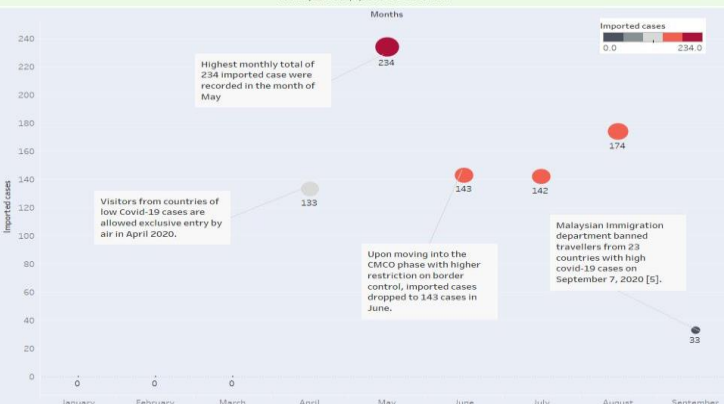 Months
Imported cases
0.0 234.0
240
220
200
180
160
140
120
100
80
60
40
20
0
Imported cases
Highest monthly total of
234 imported case were
recorded in the month of
May
234
Visitors from countries of
low Covid-19 cases are
allowed exclusive entry by
air in April 2020.
133
143
142
174
Upon moving into the
CMCO phase with higher
restriction on border
control, imported cases
dropped to 143 cases in
June.
Malaysian Immigration
department banned
travellers from 23
countries with high
covid-19 cases on
September 7, 2020 [5].
33
0 0 0
January February March April May June July August September